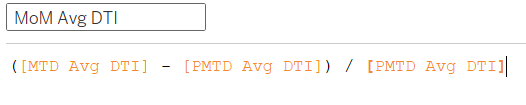 MoM Avg DTI
([MTD Avg DTI] - [PMTD Avg DTI]) / [PMTD Avg DTI]